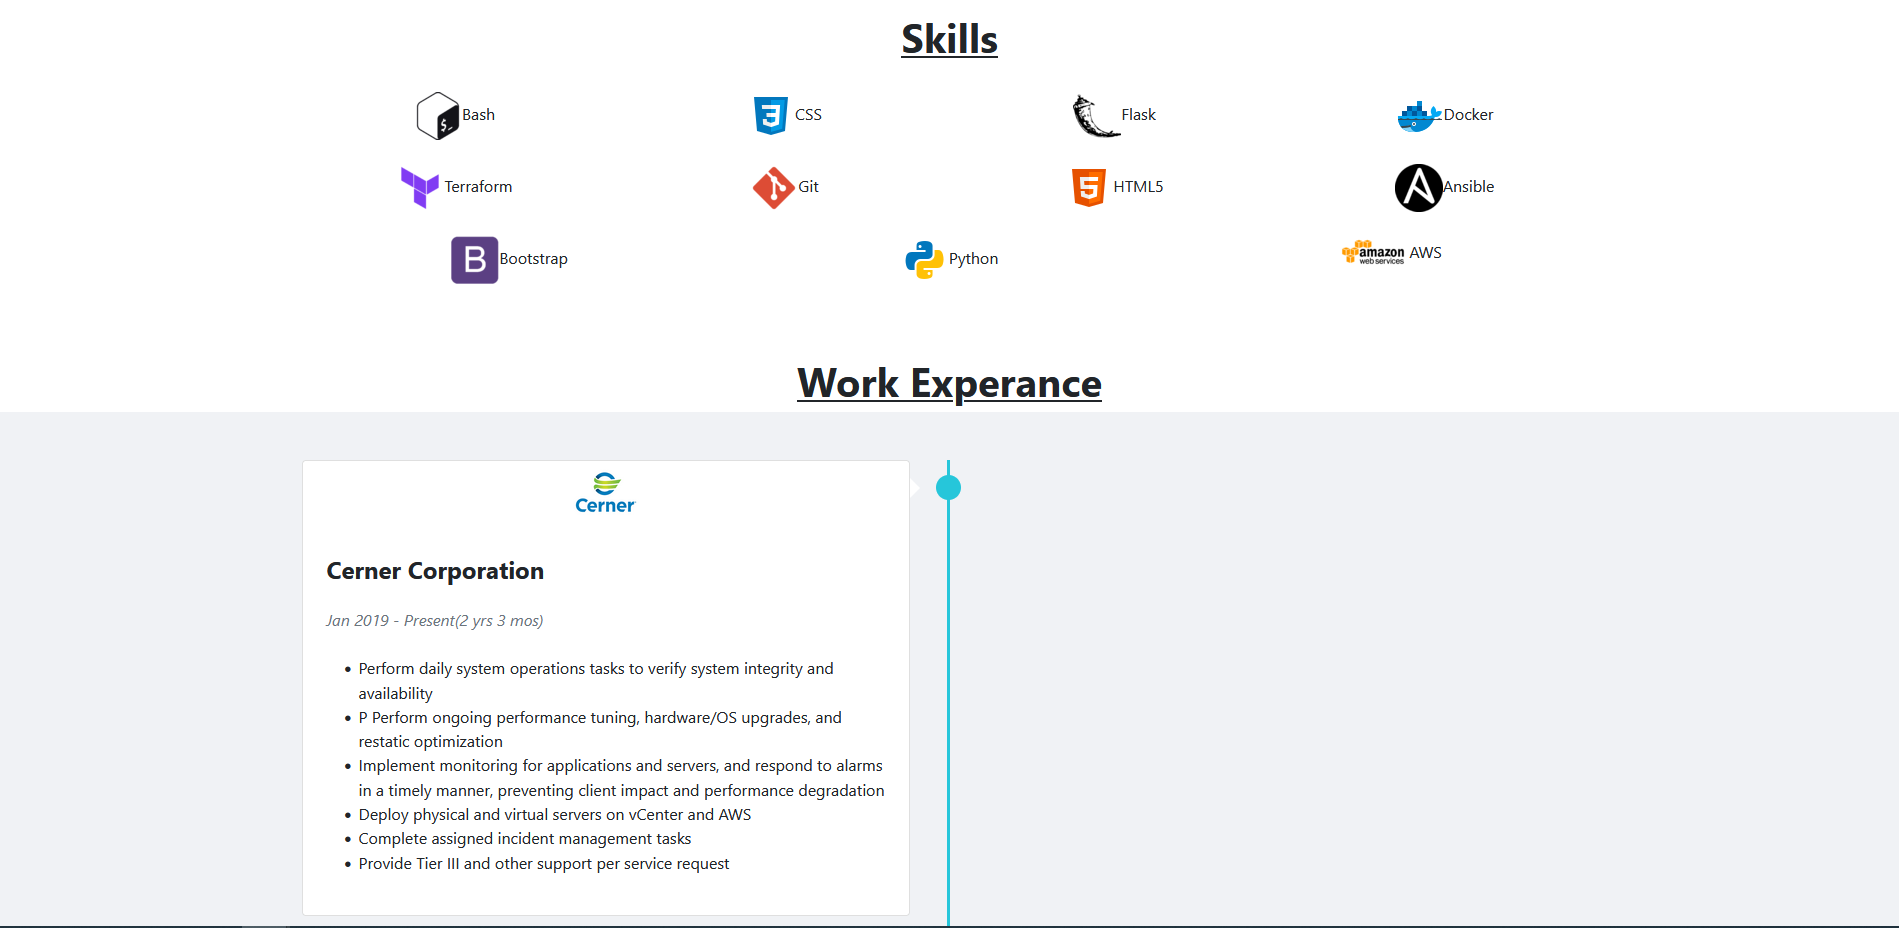 Skills
Bash CSS Flask Docker
Terraform Git HTML5 Ansible
Bootstrap Python amazon web services AWS
Work Experance
Cerner
Cerner Corporation
Jan 2019 - Present(2 yrs 3 mos)
Perform daily system operations tasks to verify system integrity and
availability
P Perform ongoing performance tuning, hardware/OS upgrades, and
restatic optimization
Implement monitoring for applications and servers, and respond to alarms
in a timely manner, preventing client impact and performance degradation
Deploy physical and virtual servers on vCenter and AWS
Complete assigned incident management tasks
Provide Tier III and other support per service request